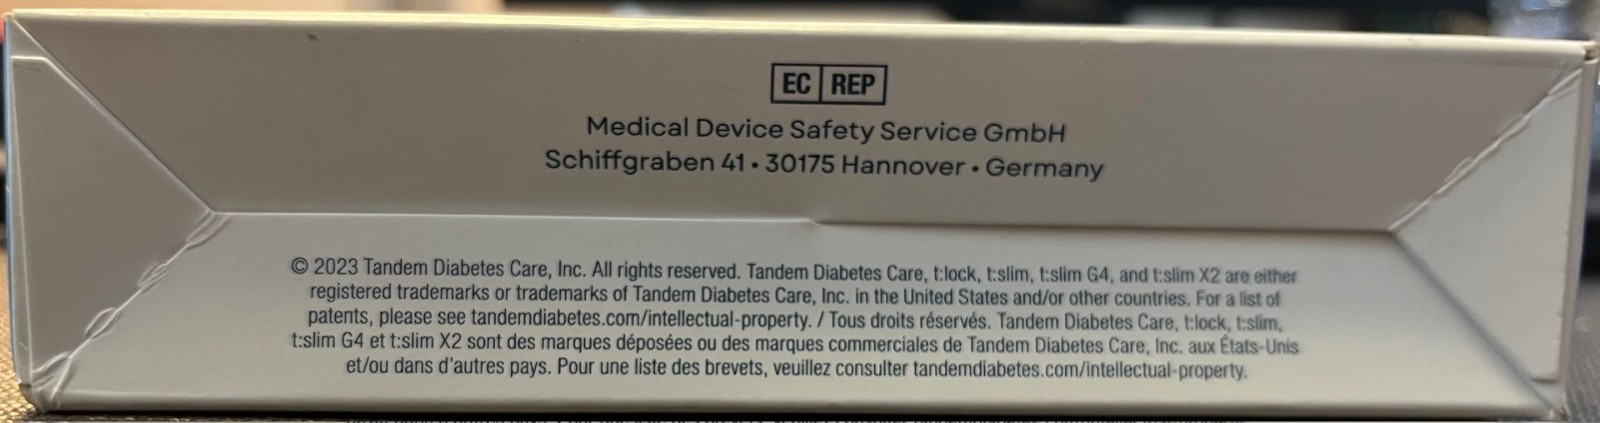 EC REP
Medical Device Safety Service GmbH
Schiffgraben 41 • 30175 Hannover • Germany
© 2023 Tandem Diabetes Care, Inc. All rights reserved. Tandem Diabetes Care, t:lock, t:slim, t:slim G4, and t:slim X2 are either
registered trademarks or trademarks of Tandem Diabetes Care, Inc. in the United States and/or other countries. For a list of
patents, please see tandemdiabetes.com/intellectual-property. / Tous droits réservés. Tandem Diabetes Care, t:lock, t:slim,
t:slim G4 et t:slim X2 sont des marques déposées ou des marques commerciales de Tandem Diabetes Care, Inc. aux États-Unis
et/ou dans d'autres pays. Pour une liste des brevets, veuillez consulter tandemdiabetes.com/intellectual-property.